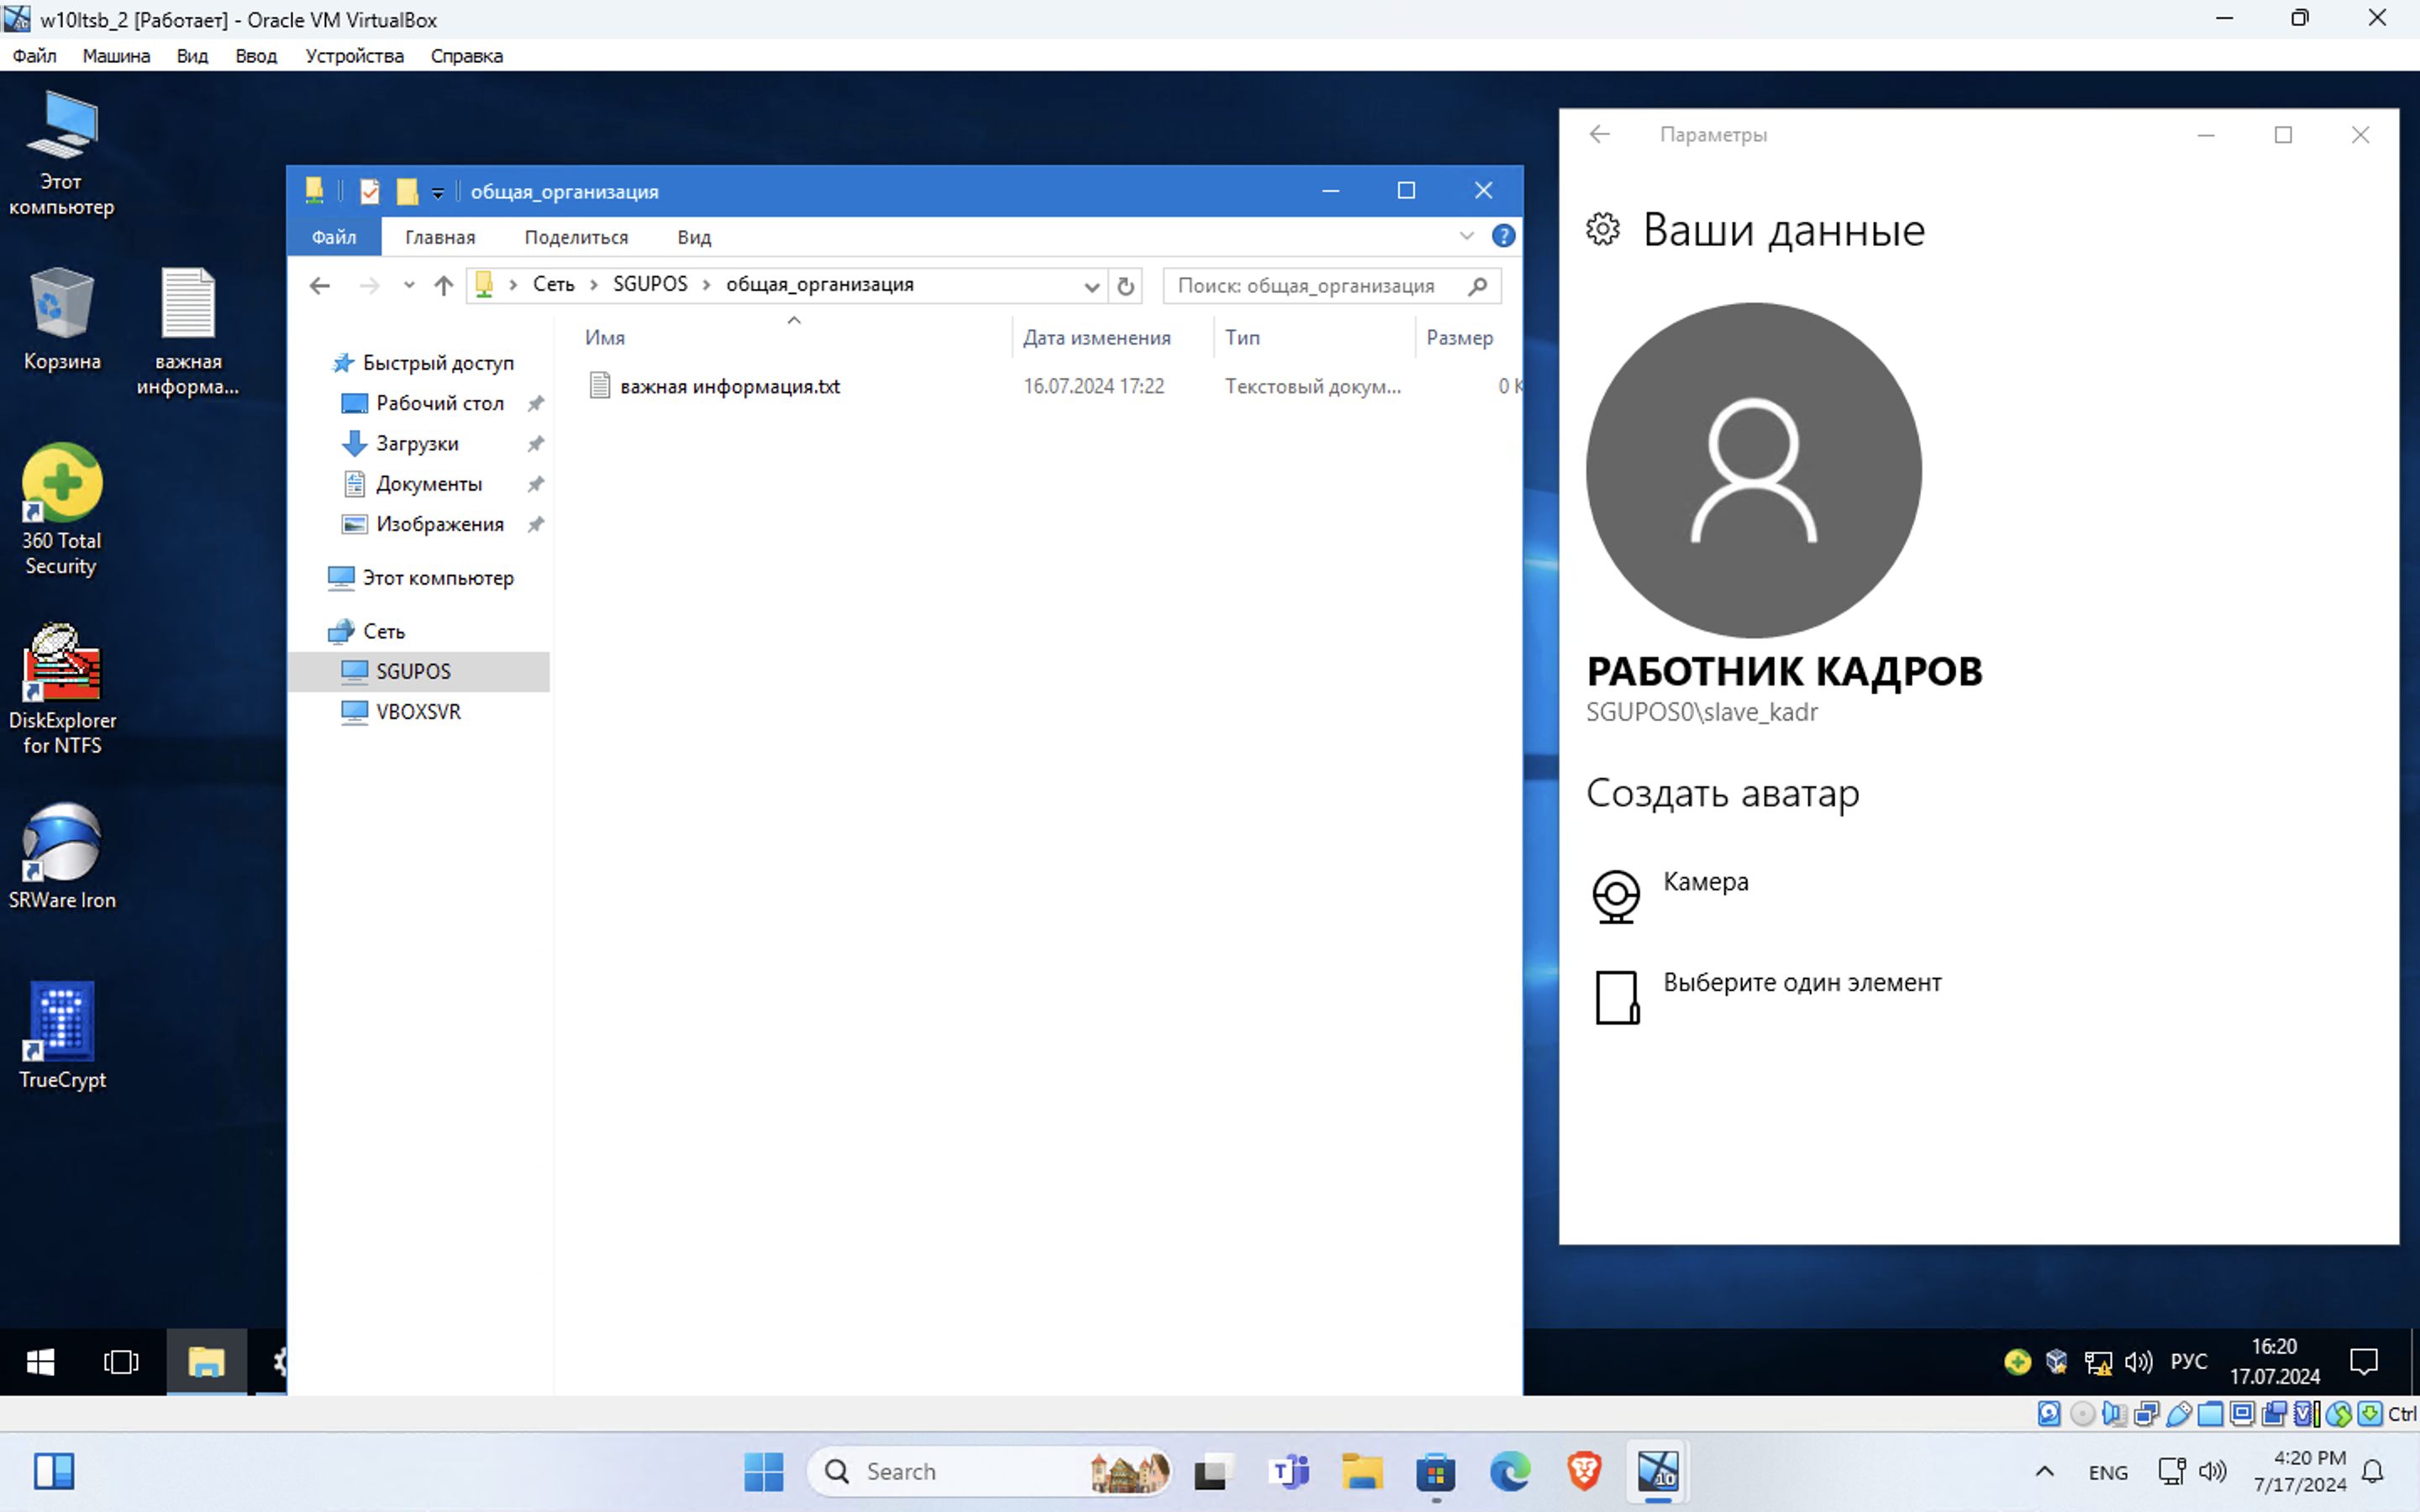 w10ltsb_2 [Работает] - Oracle VM VirtualBox
Файл Машина Вид Ввод Устройства Справка
Этот
компьютер
Корзина
важная
информа...
360 Total
Security
DiskExplorer
for NTFS
SRWare Iron
TrueCrypt
общая_организация
Файл Главная Поделиться Вид
Сеть SGUPOS общая_организация
Поиск: общая_организация
Имя Дата изменения Тип Размер
важная информация.txt 16.07.2024 17:22 Текстовый докум... 0 К
Быстрый доступ
Рабочий стол
Загрузки
Документы
Изображения
Этот компьютер
Сеть
SGUPOS
VBOXSVR
Параметры
Ваши данные
РАБОТНИК КАДРОВ
SGUPOS0\slave_kadr
Создать аватар
Камера
Выберите один элемент
РУС
16:20
17.07.2024
Ctrl
Search
ENG
4:20 PM
7/17/2024